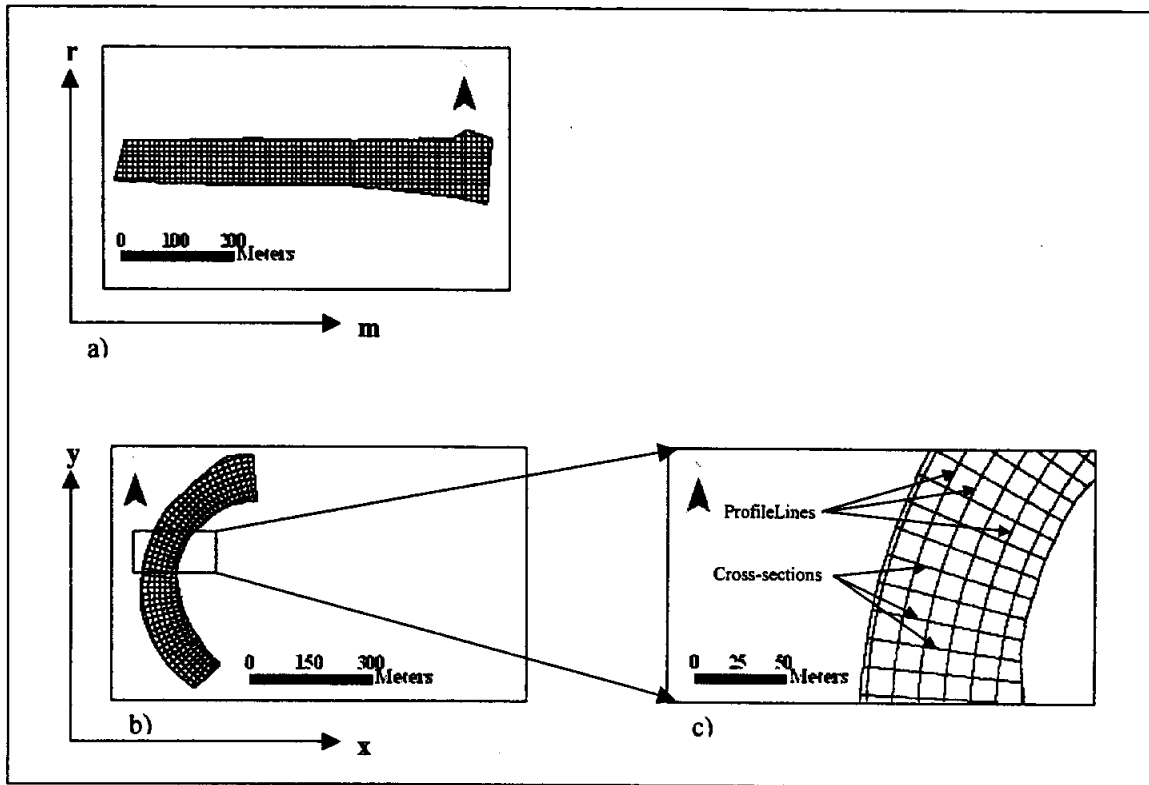 r
0 100 200
Meters
m
a)
y
0 150 300
Meters
b)
x
ProfileLines
Cross-sections
0 25 50
Meters
c)